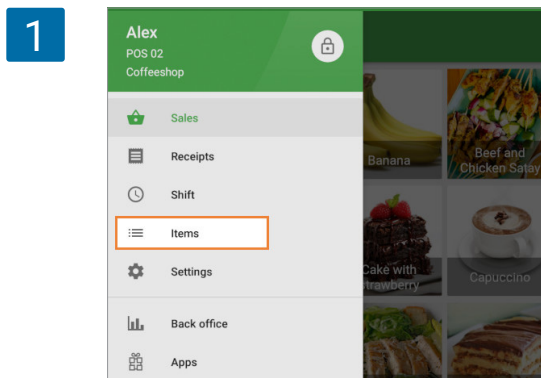 1
Alex
POS 02
Coffeeshop
Sales
Receipts
Shift
Items
Settings
Back office
Apps
Banana
Beef and
Chicken Satay
Cake with
trawberry
Capuccino